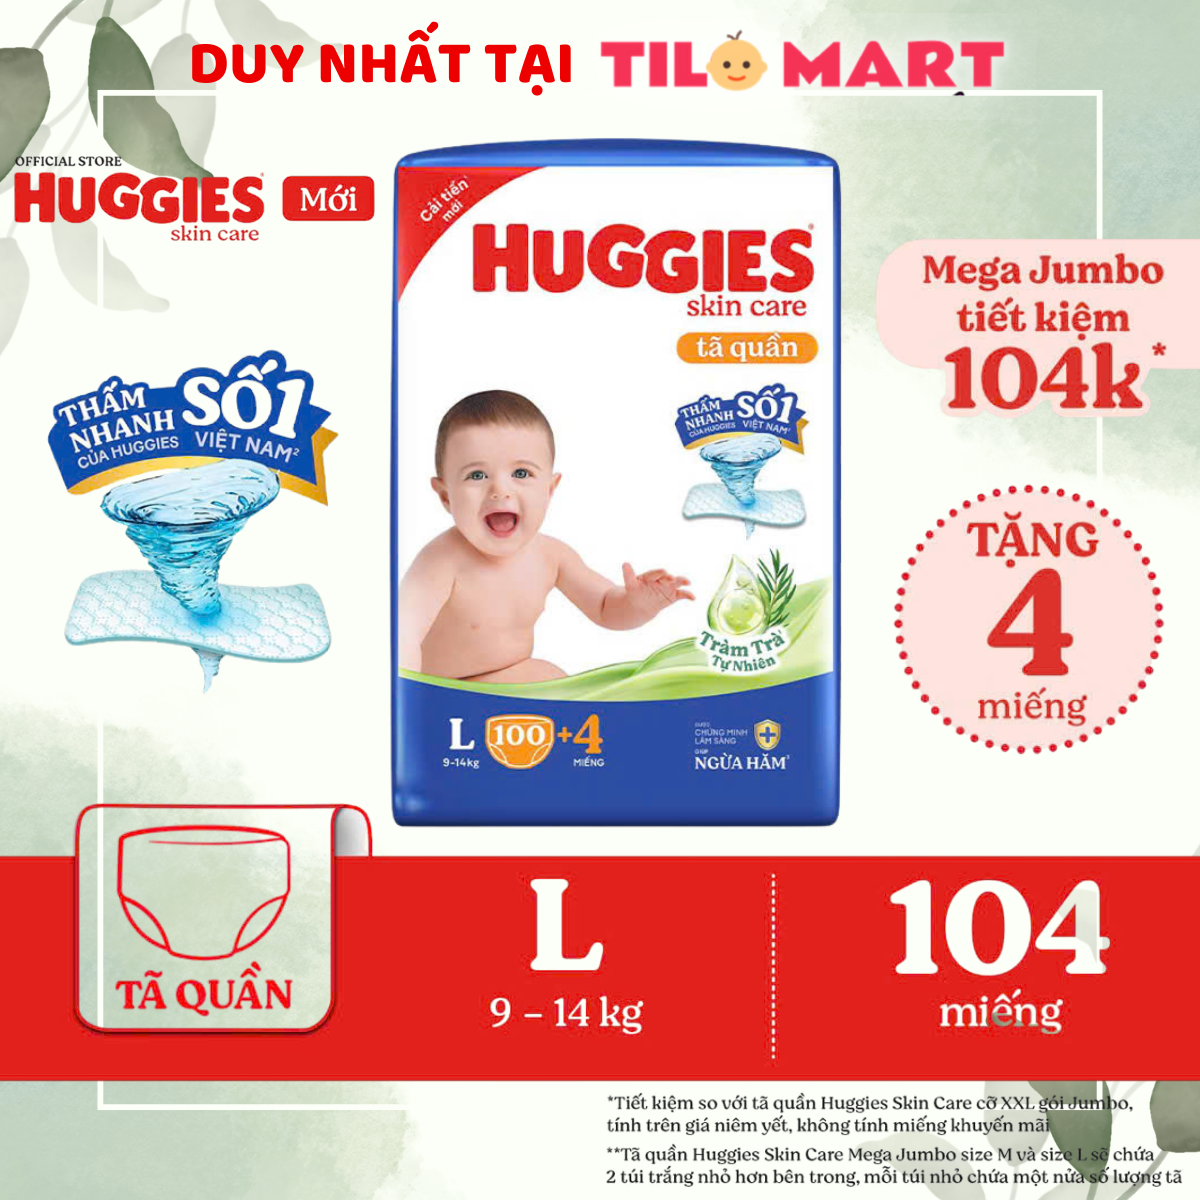 DUY NHẤT TẠI TILO MART
OFFICIAL STORE
HUGGIES
skin care
Mới
THẤM NHANH SỐ1
CỦA HUGGIES VIỆT NAM²
Cải tiến
mới
HUGGIES
skin care
tã quần
THẤM NHANH SỐ1
CỦA HUGGIES VIỆT NAM
Tràm Trà
Tự Nhiên
L 100 +4
9-14kg MIẾNG
CHỨNG MINH
LÂM SÀNG
GIÚP
NGỪA HĂM
Mega Jumbo
tiết kiệm
104k*
TẶNG
4
miếng
TÃ QUẦN
L
9 – 14 kg
104
miếng
*Tiết kiệm so với tã quần Huggies Skin Care cỡ XXL gói Jumbo,
tính trên giá niêm yết, không tính miếng khuyến mãi
**Tã quần Huggies Skin Care Mega Jumbo size M và size L sẽ chứa
2 túi trắng nhỏ hơn bên trong, mỗi túi nhỏ chứa một nửa số lượng tã